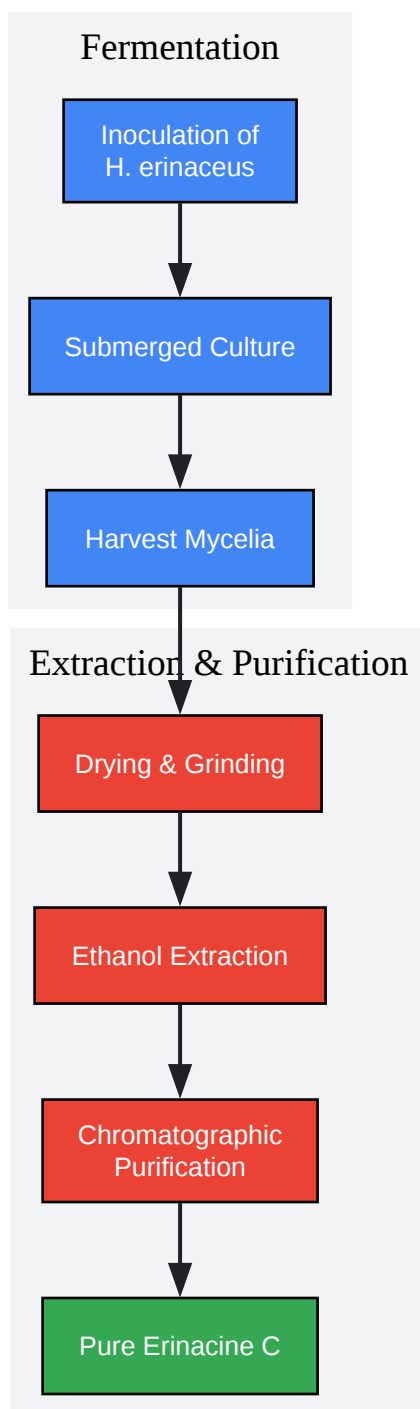 Fermentation
Inoculation of
H. erinaceus
Submerged Culture
Harvest Mycelia
Extraction & Purification
Drying & Grinding
Ethanol Extraction
Chromatographic
Purification
Pure Erinacine C